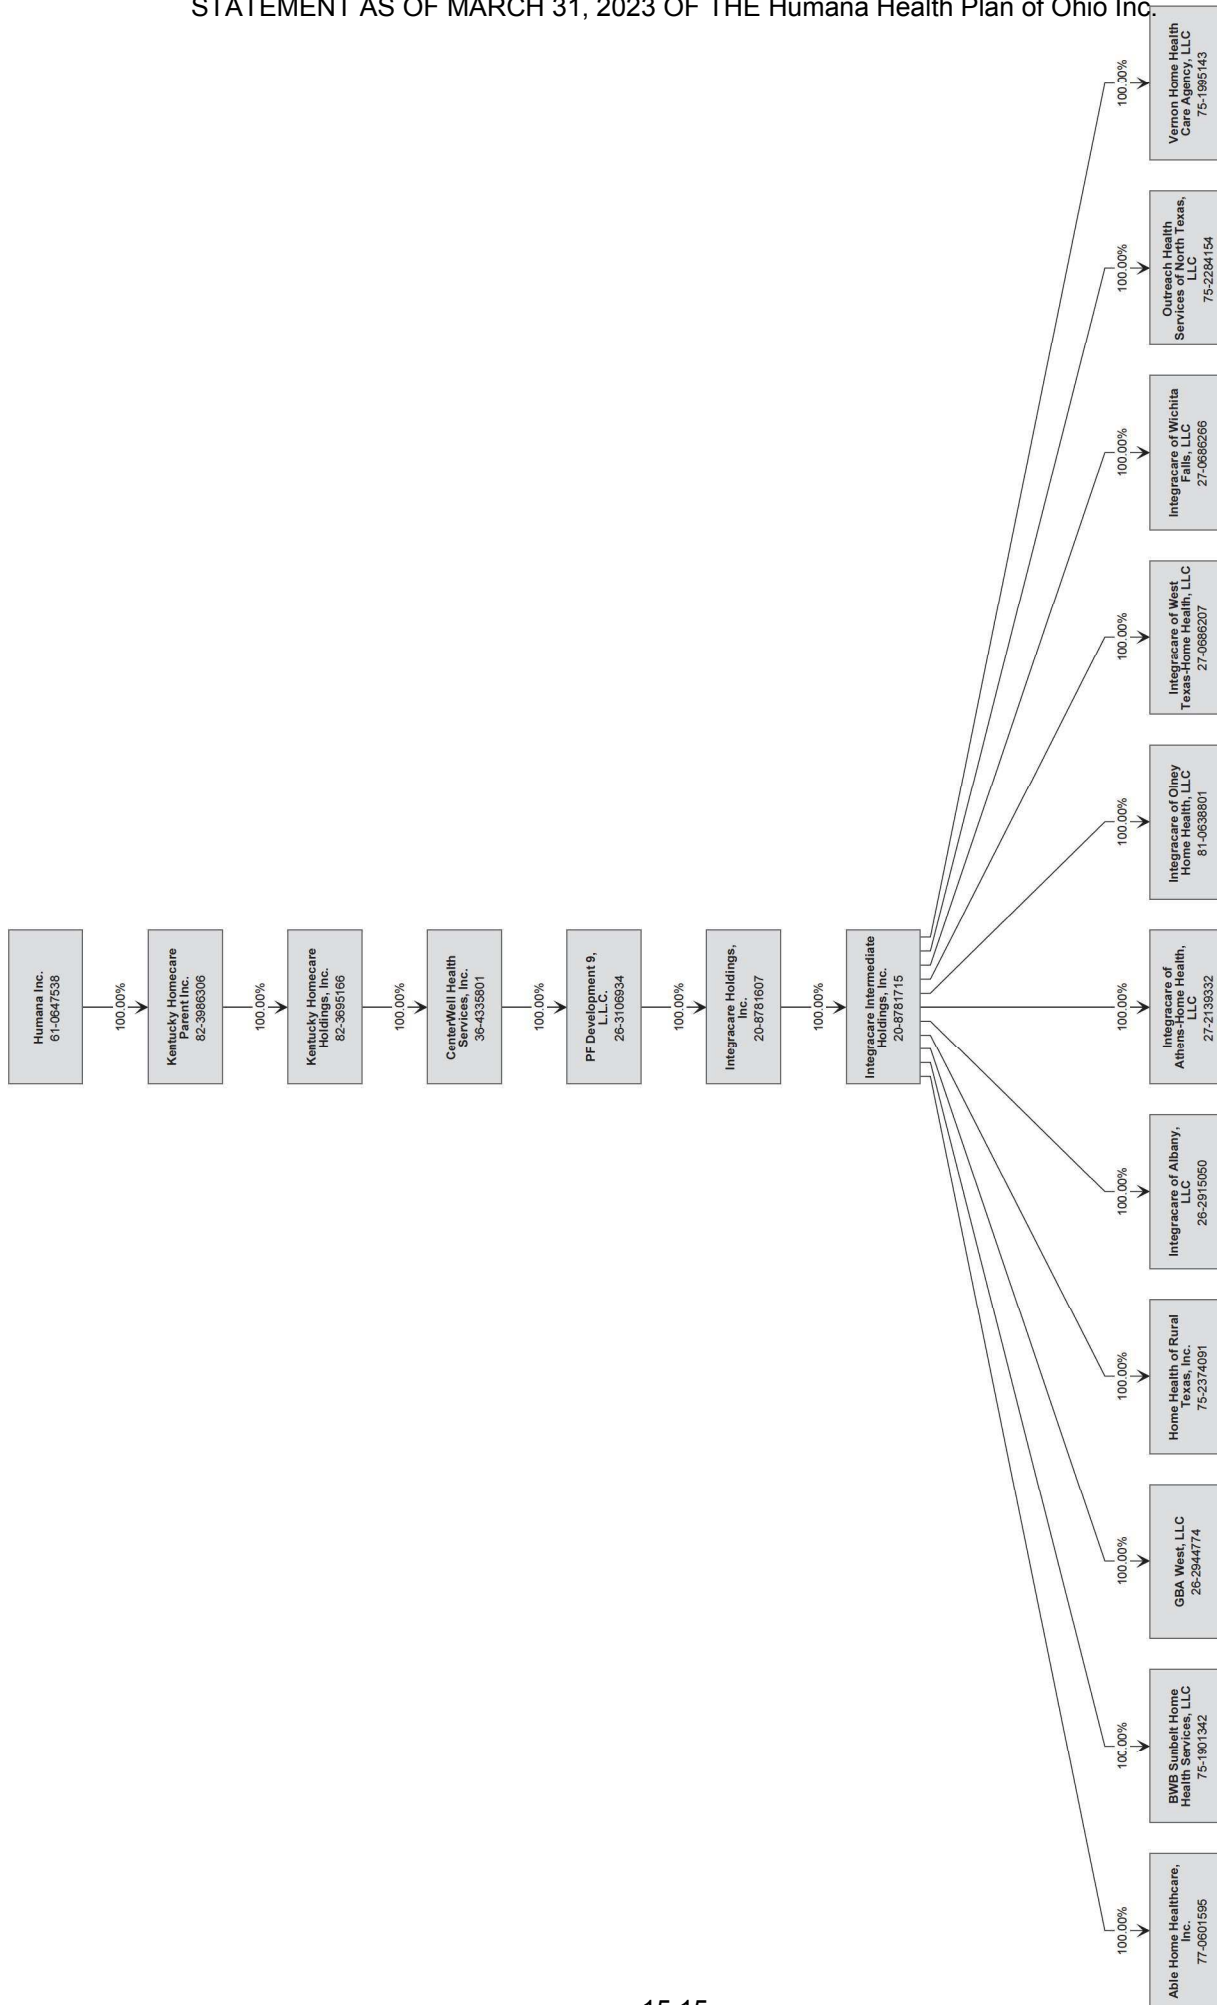 STATEMENT AS OF MARCH 31, 2023 OF THE Humana Health Plan of Ohio Inc.
Humana Inc.
61-0647538
100.00%
Kentucky Homecare
Parent Inc.
82-3986306
100.00%
Kentucky Homecare
Holdings, Inc.
82-3695166
100.00%
CenterWell Health
Services, Inc.
36-4335801
100.00%
PF Development 9,
L.L.C.
26-3106934
100.00%
Integracare Holdings,
Inc.
20-8781607
100.00%
Integracare Intermediate
Holdings, Inc.
20-8781715
100.00%
Able Home Healthcare,
Inc.
77-0601595
100.00%
BWB Sunbelt Home
Health Services, LLC
75-1901342
100.00%
GBA West, LLC
26-2944774
100.00%
Home Health of Rural
Texas, Inc.
75-2374091
100.00%
Integracare of Albany,
LLC
26-2915050
100.00%
Integracare of
Athens-Home Health,
LLC
27-2139332
100.00%
Integracare of Olney
Home Health, LLC
81-0638801
100.00%
Integracare of West
Texas-Home Health, LLC
27-0686207
100.00%
Integracare of Wichita
Falls, LLC
27-0686266
100.00%
Outreach Health
Services of North Texas,
LLC
75-2284154
100.00%
Vernon Home Health
Care Agency, LLC
75-1995143
15.15